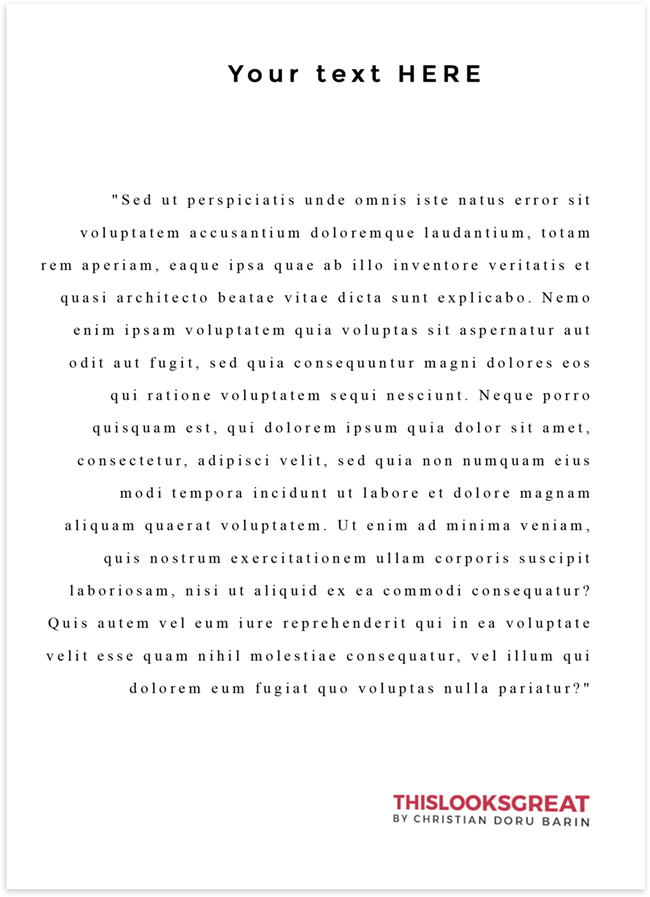 Your text HERE
"Sed ut perspiciatis unde omnis iste natus error sit
voluptatem accusantium doloremque laudantium, totam
rem aperiam, eaque ipsa quae ab illo inventore veritatis et
quasi architecto beatae vitae dicta sunt explicabo. Nemo
enim ipsam voluptatem quia voluptas sit aspernatur aut
odit aut fugit, sed quia consequuntur magni dolores eos
qui ratione voluptatem sequi nesciunt. Neque porro
quisquam est, qui dolorem ipsum quia dolor sit amet,
consectetur, adipisci velit, sed quia non numquam eius
modi tempora incidunt ut labore et dolore magnam
aliquam quaerat voluptatem. Ut enim ad minima veniam,
quis nostrum exercitationem ullam corporis suscipit
laboriosam, nisi ut aliquid ex ea commodi consequatur?
Quis autem vel eum iure reprehenderit qui in ea voluptate
velit esse quam nihil molestiae consequatur, vel illum qui
dolorem eum fugiat quo voluptas nulla pariatur?"
THISLOOKSGREAT
BY CHRISTIAN DORU BARIN